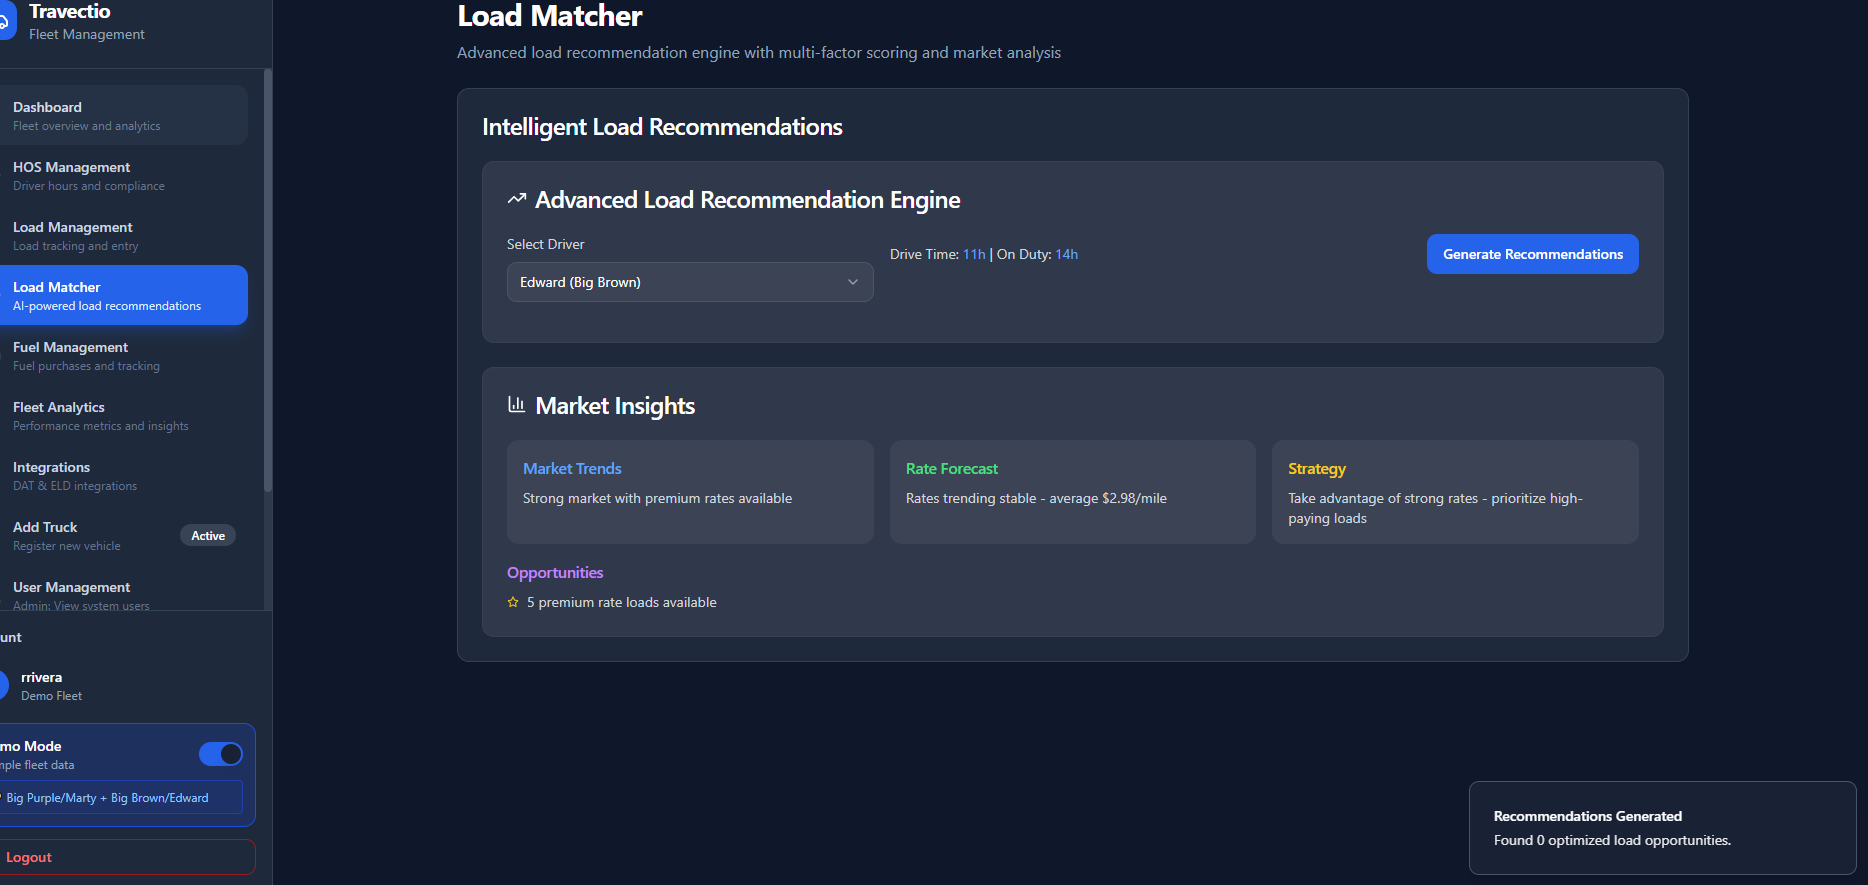 Travectio
Fleet Management
Dashboard
Fleet overview and analytics
HOS Management
Driver hours and compliance
Load Management
Load tracking and entry
Load Matcher
AI-powered load recommendations
Fuel Management
Fuel purchases and tracking
Fleet Analytics
Performance metrics and insights
Integrations
DAT & ELD integrations
Add Truck
Register new vehicle
Active
User Management
Admin: View system users
unt
rrivera
Demo Fleet
mo Mode
mple fleet data
Big Purple/Marty + Big Brown/Edward
Logout
Load Matcher
Advanced load recommendation engine with multi-factor scoring and market analysis
Intelligent Load Recommendations
Advanced Load Recommendation Engine
Select Driver
Edward (Big Brown)
Drive Time: 11h | On Duty: 14h
Generate Recommendations
Market Insights
Market Trends
Strong market with premium rates available
Rate Forecast
Rates trending stable - average $2.98/mile
Strategy
Take advantage of strong rates - prioritize high-
paying loads
Opportunities
5 premium rate loads available
Recommendations Generated
Found 0 optimized load opportunities.